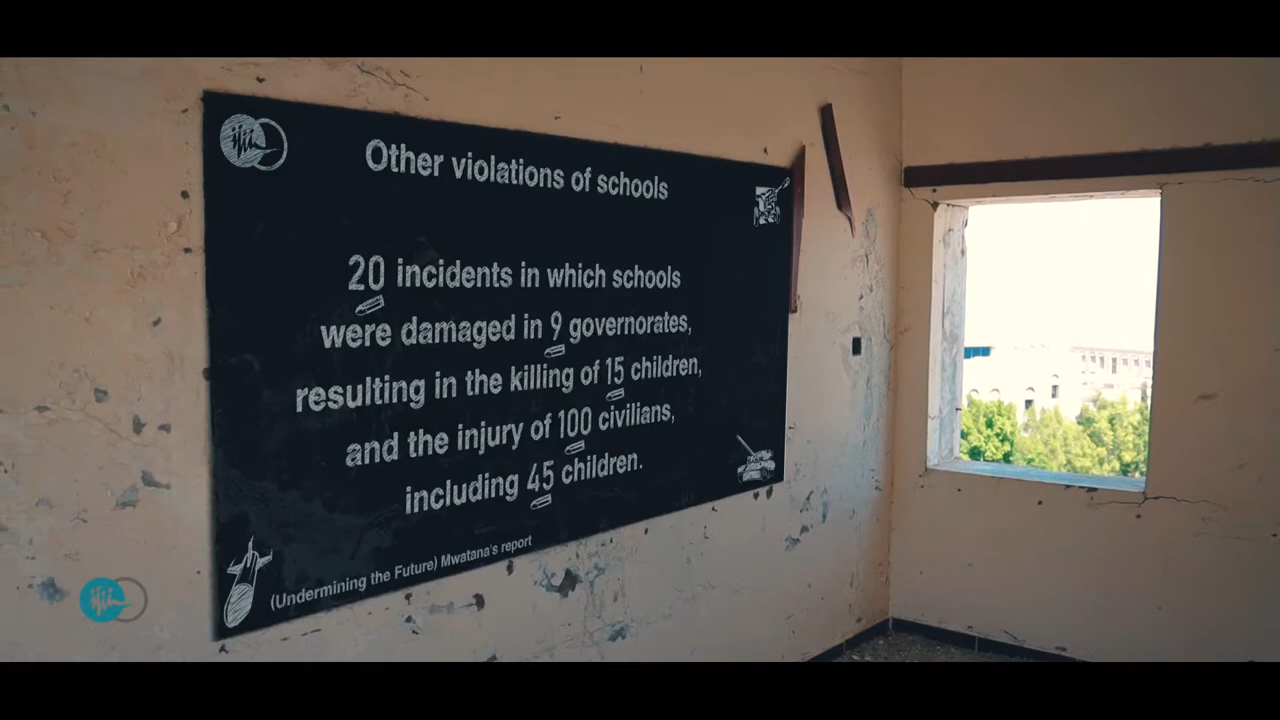 Other violations of schools
20 incidents in which schools
were damaged in 9 governorates,
resulting in the killing of 15 children,
and the injury of 100 civilians,
including 45 children.
(Undermining the Future) Mwatana's report